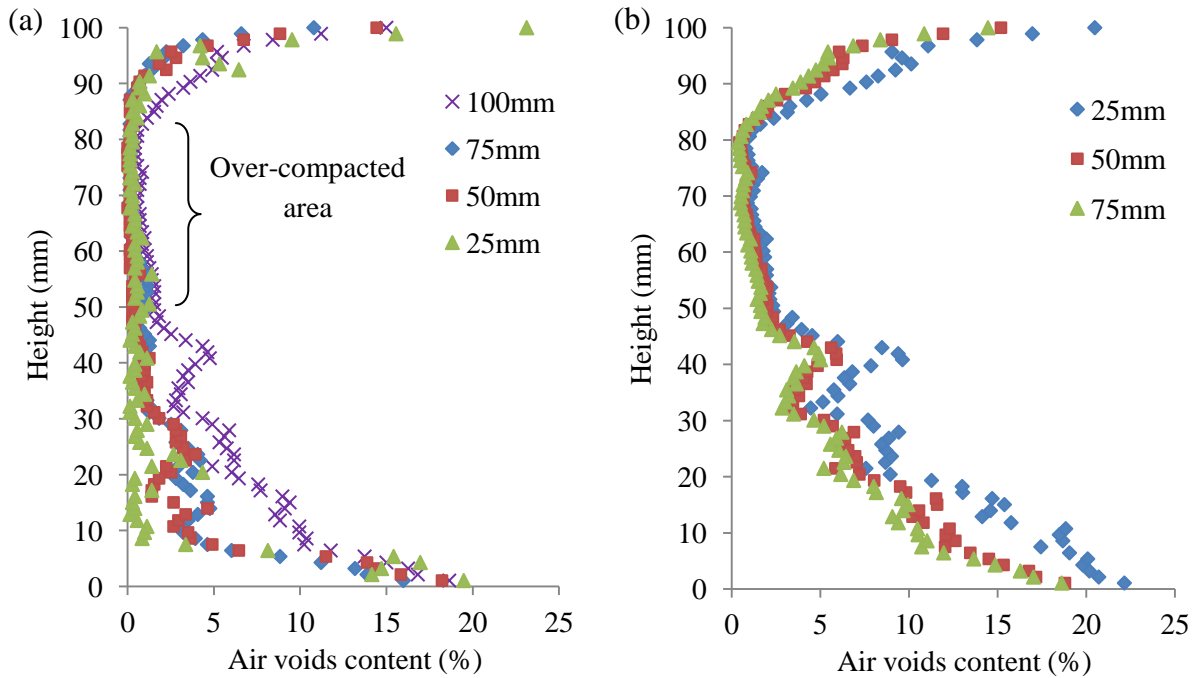 (a)
100
90
80
70
60
50
40
30
20
10
0
Height (mm)
0 5 10 15 20 25
Air voids content (%)
100mm
75mm
50mm
25mm
Over-compacted
area
(b)
100
90
80
70
60
50
40
30
20
10
0
Height (mm)
0 5 10 15 20 25
Air voids content (%)
25mm
50mm
75mm